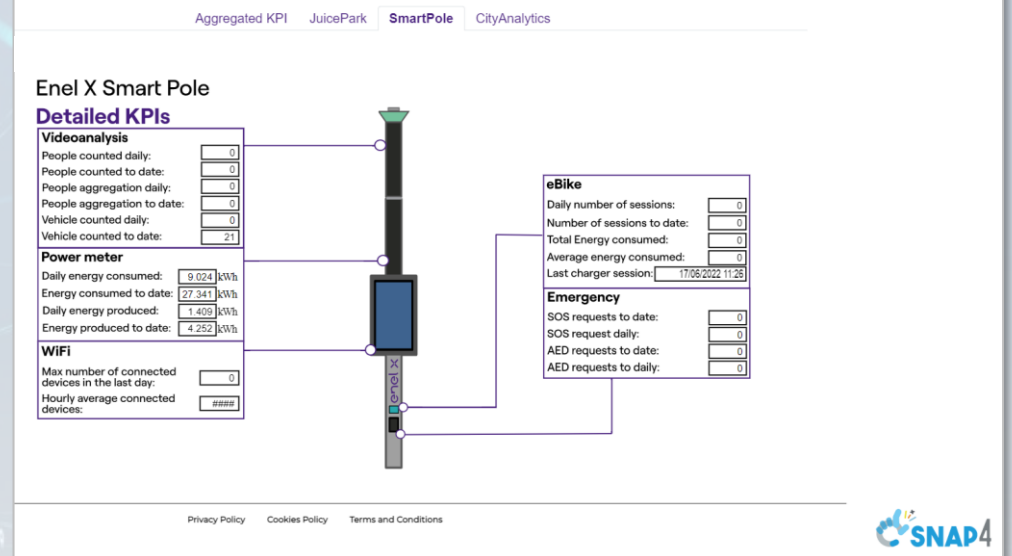 Aggregated KPI JuicePark SmartPole CityAnalytics
Enel X Smart Pole
Detailed KPIs
Videoanalysis
People counted daily: 0
People counted to date: 0
People aggregation daily: 0
People aggregation to date: 0
Vehicle counted daily: 0
Vehicle counted to date: 21
Power meter
Daily energy consumed: 9.024 kWh
Energy consumed to date: 27.341 kWh
Daily energy produced: 1.409 kWh
Energy produced to date: 4.252 kWh
WiFi
Max number of connected
devices in the last day: 0
Hourly average connected
devices: ####
enel x
eBike
Daily number of sessions: 0
Number of sessions to date: 0
Total Energy consumed: 0
Average energy consumed: 0
Last charger session: 17/06/2022 11:26
Emergency
SOS requests to date: 0
SOS request daily: 0
AED requests to date: 0
AED requests to daily: 0
Privacy Policy Cookies Policy Terms and Conditions
SNAP4